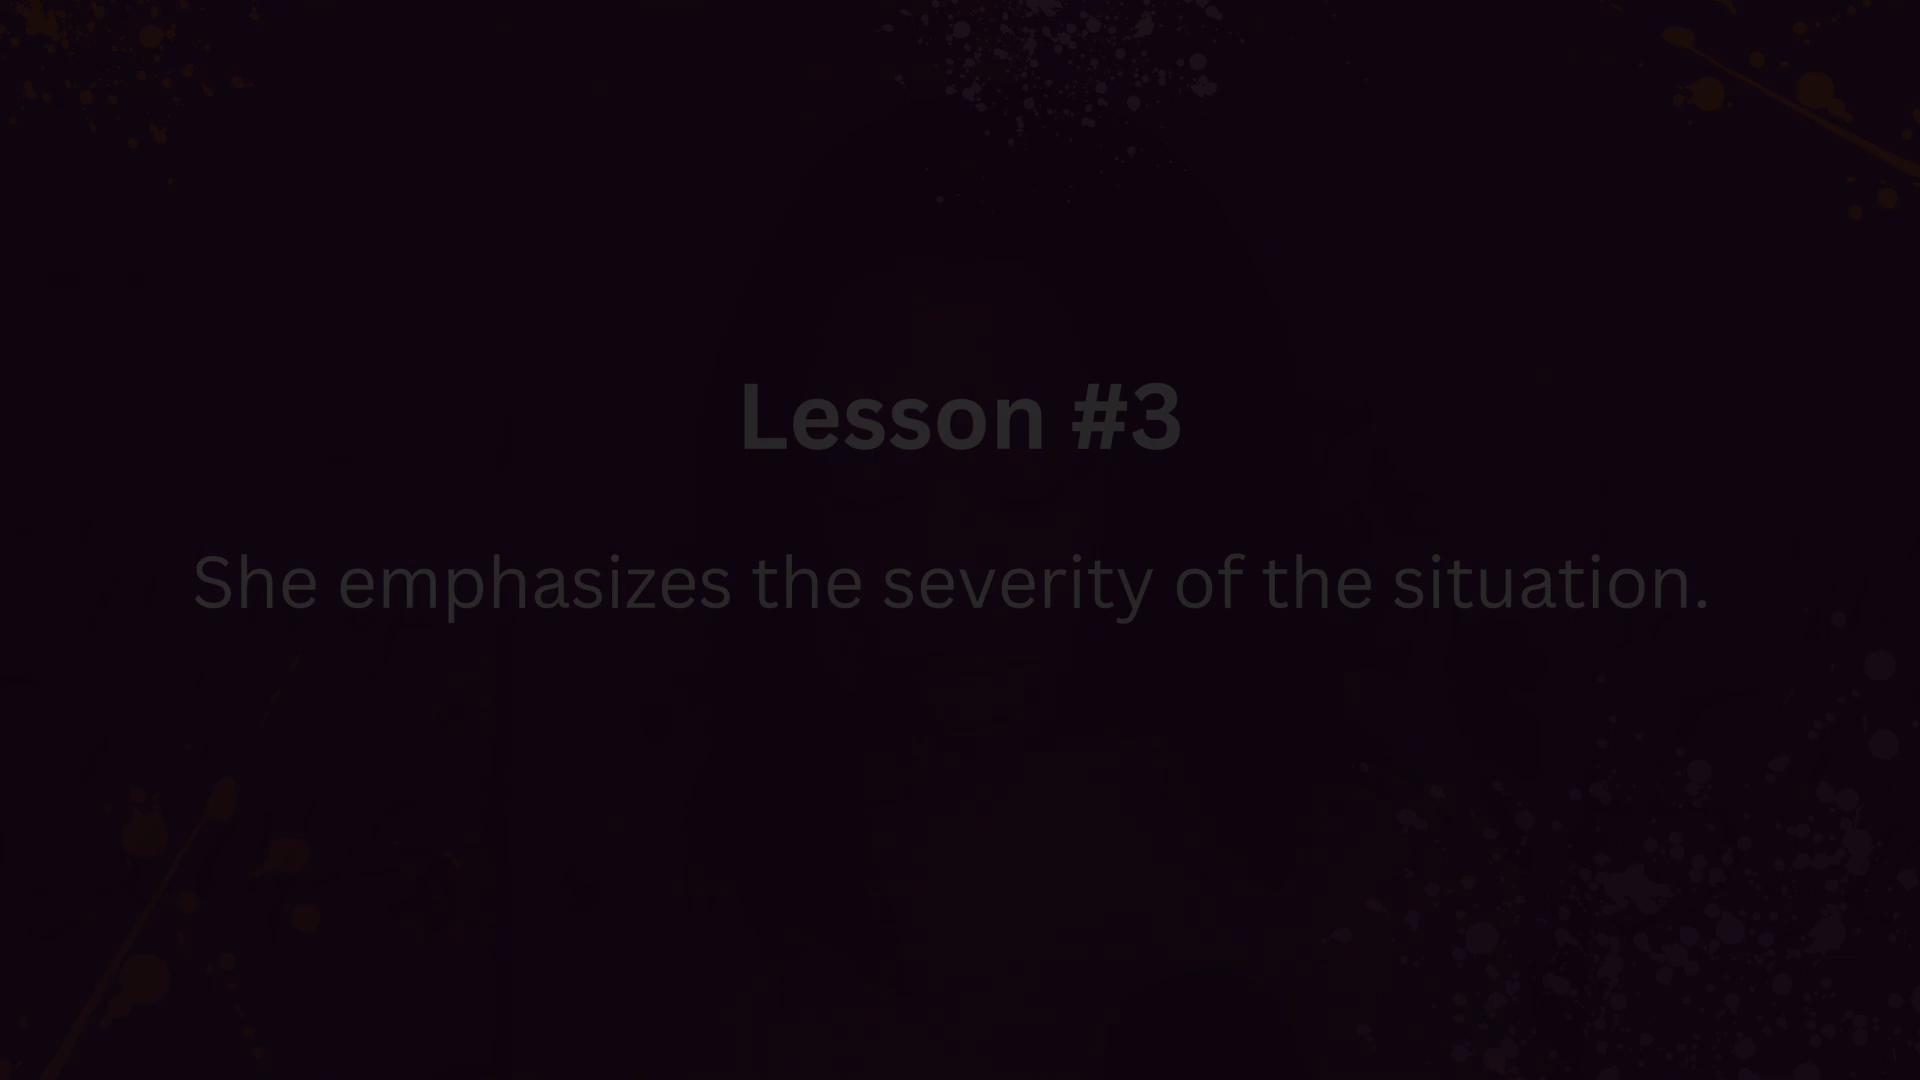 Lesson #3
She emphasizes the severity of the situation.